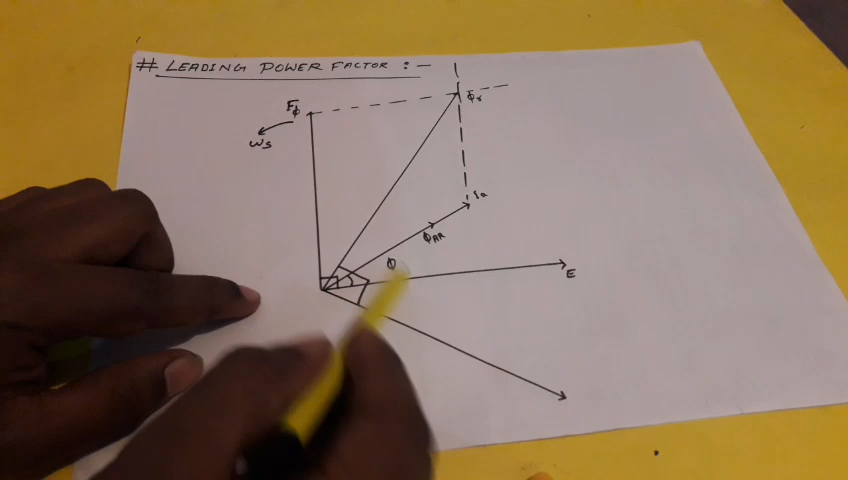 # LEADING POWER FACTOR : -
Fϕ
ϕr
ωs
Ia
ϕAR
ϕ
E